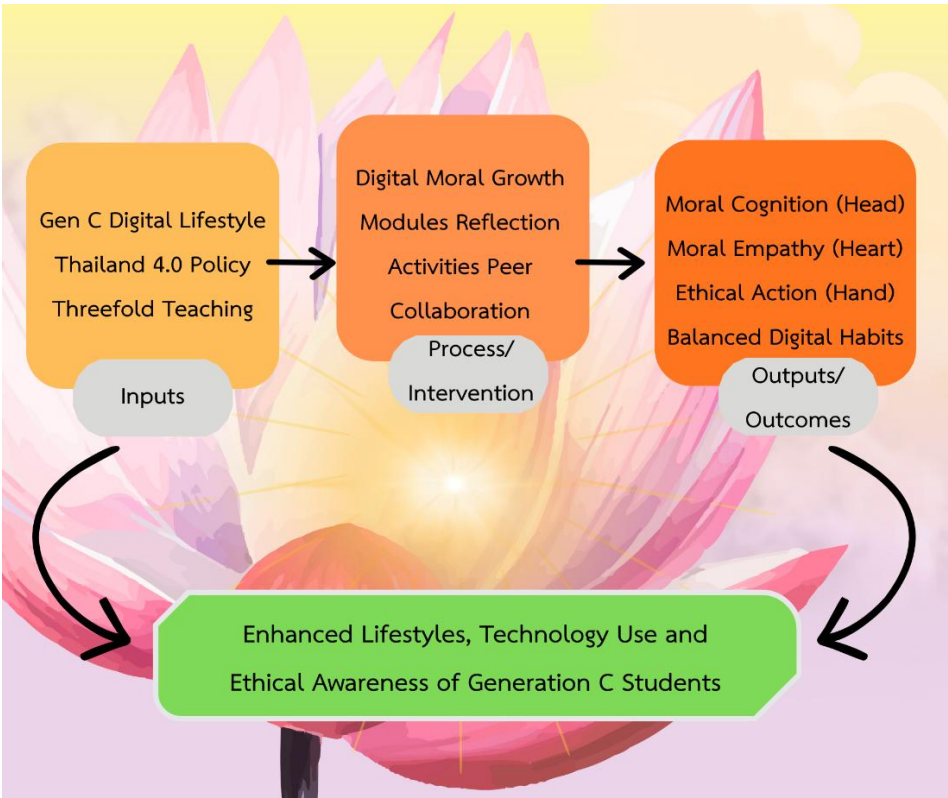 Gen C Digital Lifestyle
Thailand 4.0 Policy
Threefold Teaching
Inputs
Digital Moral Growth
Modules Reflection
Activities Peer
Collaboration
Process/
Intervention
Moral Cognition (Head)
Moral Empathy (Heart)
Ethical Action (Hand)
Balanced Digital Habits
Outputs/
Outcomes
Enhanced Lifestyles, Technology Use and
Ethical Awareness of Generation C Students